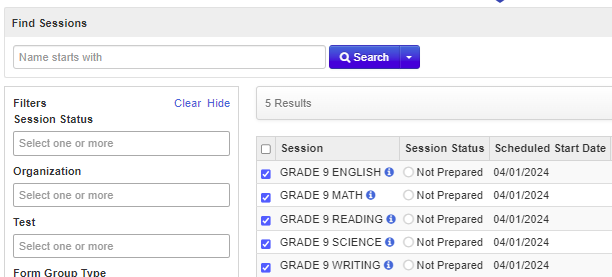 Find Sessions
Name starts with
Search
Filters Clear Hide
Session Status
Select one or more
Organization
Select one or more
Test
Select one or more
Form Group Type
5 Results
Session Session Status Scheduled Start Date
GRADE 9 ENGLISH Not Prepared 04/01/2024
GRADE 9 MATH Not Prepared 04/01/2024
GRADE 9 READING Not Prepared 04/01/2024
GRADE 9 SCIENCE Not Prepared 04/01/2024
GRADE 9 WRITING Not Prepared 04/01/2024